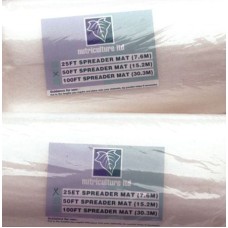 nutriculture ltd
25FT SPREADER MAT (7.6M)
X 50FT SPREADER MAT (15.2M)
100FT SPREADER MAT (30.3M)
nutriculture ltd
X 25FT SPREADER MAT (7.6M)
50FT SPREADER MAT (15.2M)
100FT SPREADER MAT (30.3M)